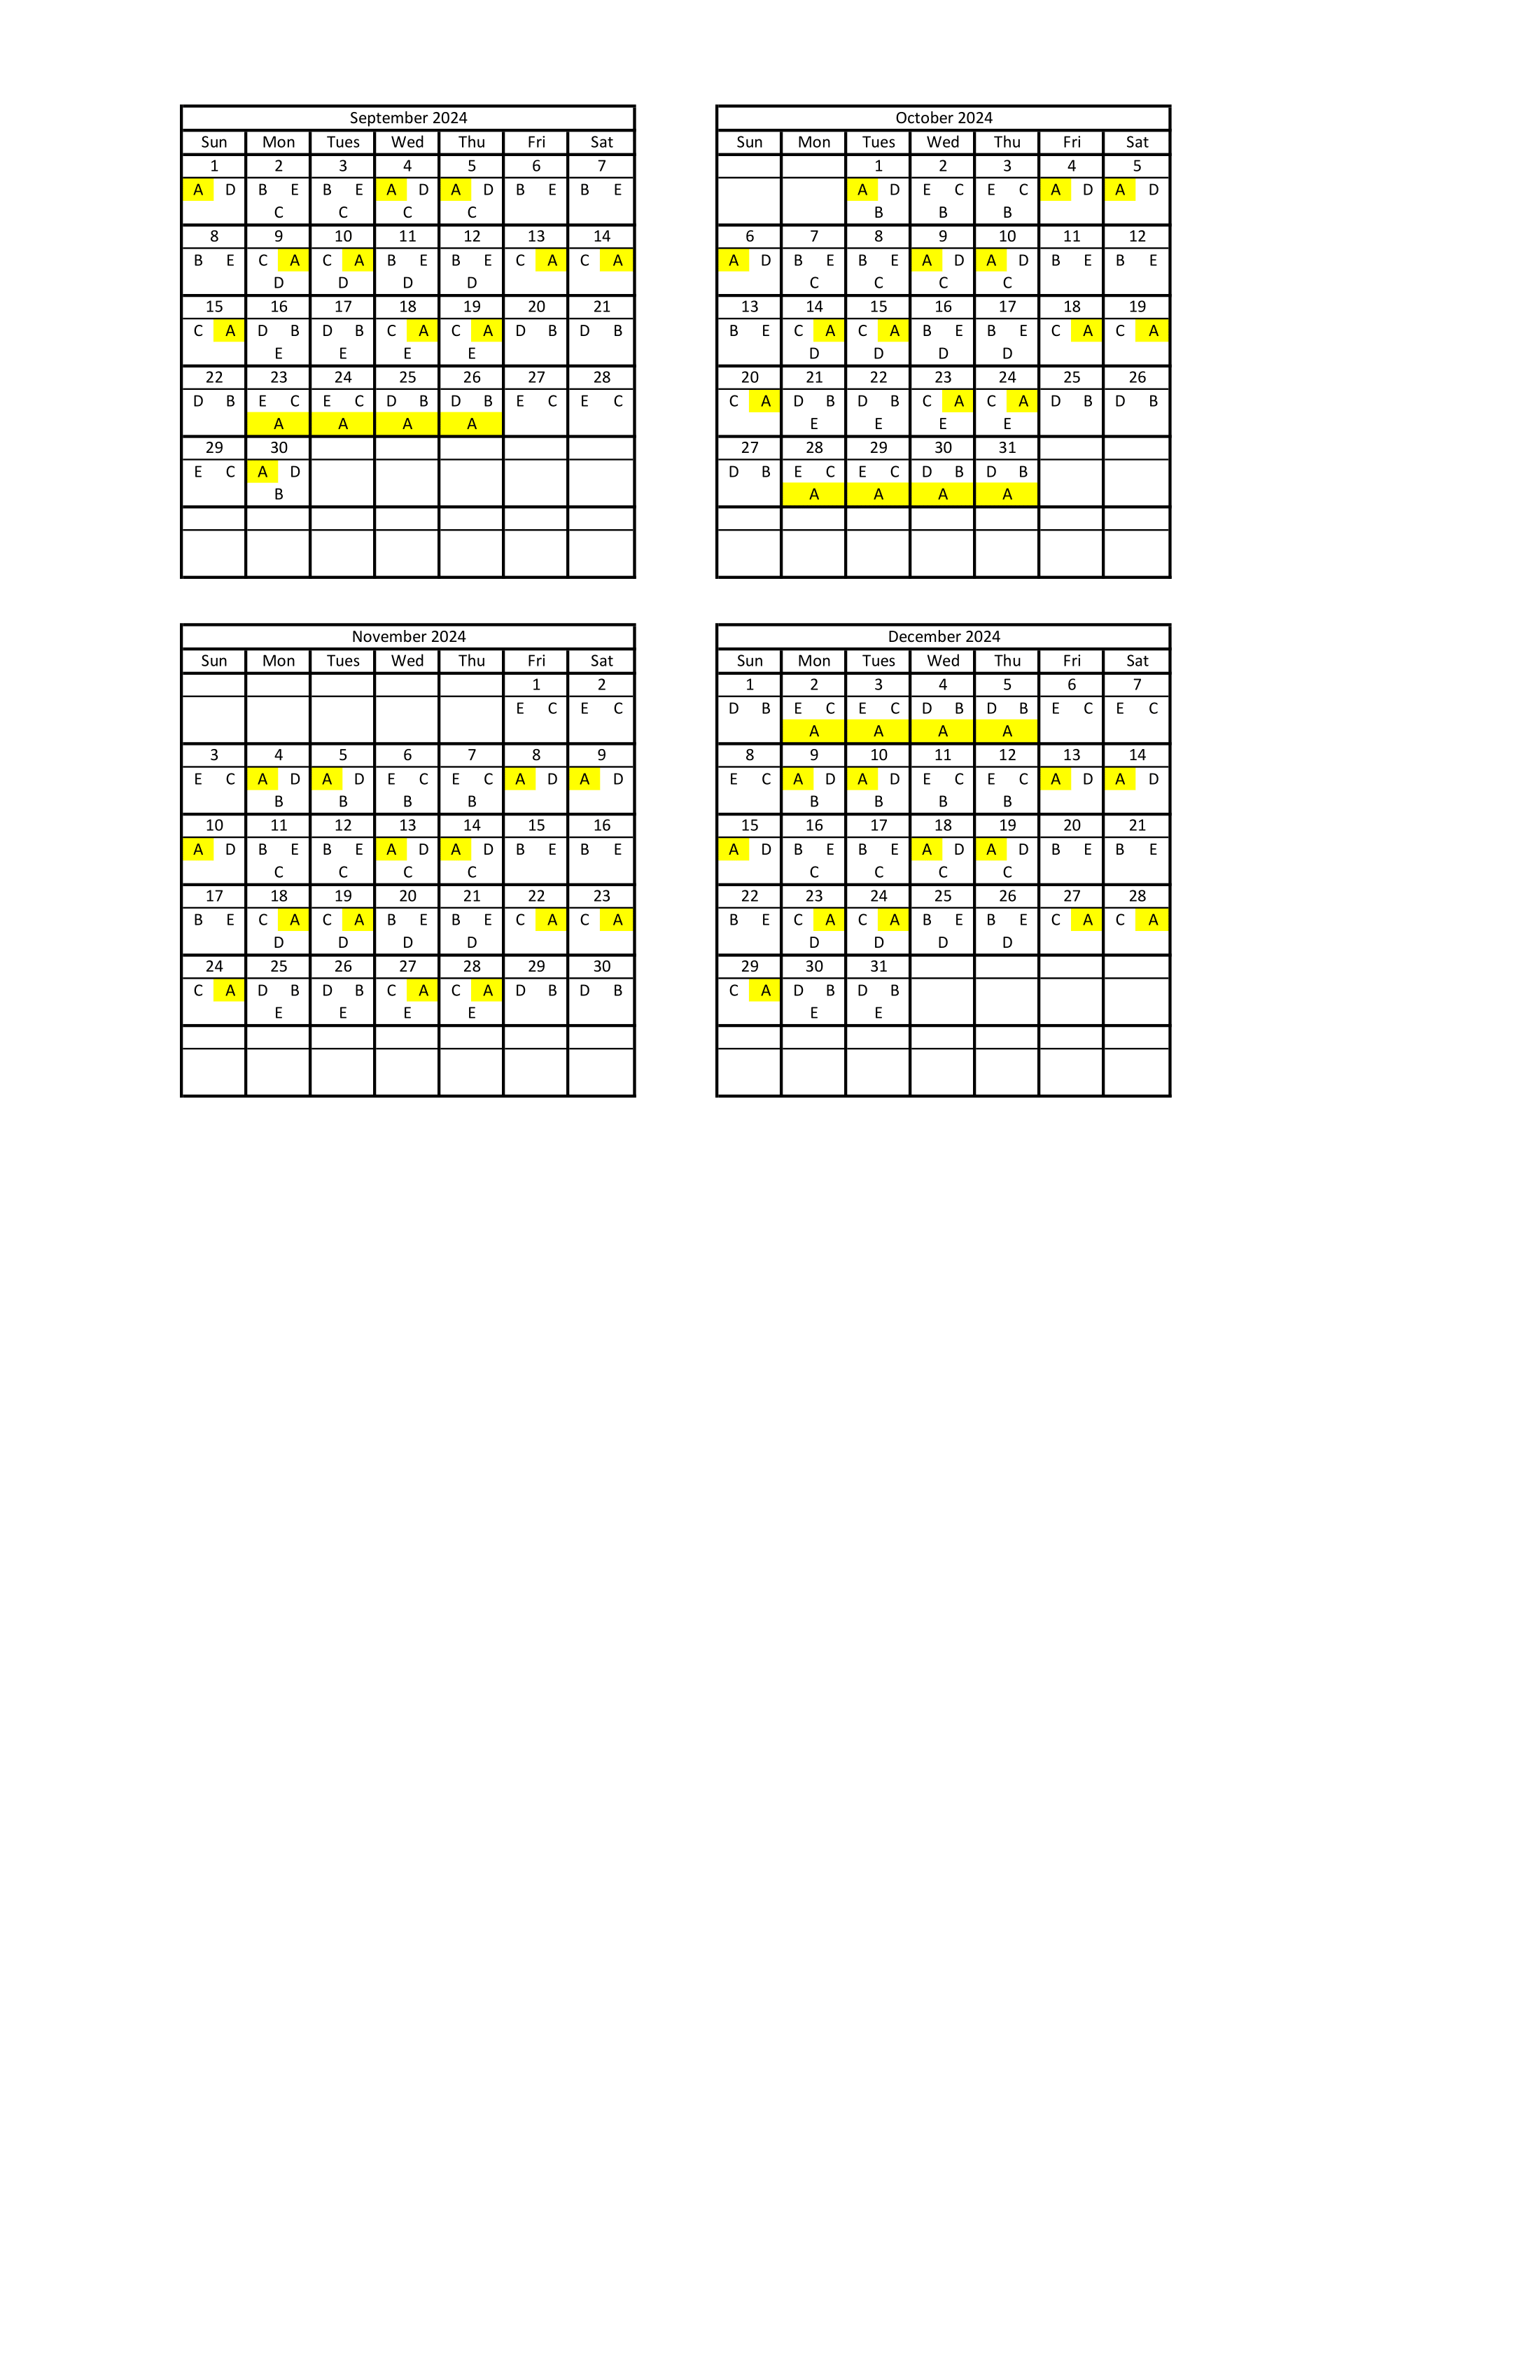 September 2024
Sun Mon Tues Wed Thu Fri Sat
1 2 3 4 5 6 7
A D B E B E A D A D B E B E
C C C C
8 9 10 11 12 13 14
B E C A C A B E B E C A C A
D D D D
15 16 17 18 19 20 21
C A D B D B C A C A D B D B
E E E E
22 23 24 25 26 27 28
D B E C E C D B D B E C E C
A A A A
29 30
E C A D
B
October 2024
Sun Mon Tues Wed Thu Fri Sat
1 2 3 4 5
A D E C E C A D A D
B B B
6 7 8 9 10 11 12
A D B E B E A D A D B E B E
C C C C
13 14 15 16 17 18 19
B E C A C A B E B E C A C A
D D D D
20 21 22 23 24 25 26
C A D B D B C A C A D B D B
E E E E
27 28 29 30 31
D B E C E C D B D B
A A A A
November 2024
Sun Mon Tues Wed Thu Fri Sat
1 2
E C E C
3 4 5 6 7 8 9
E C A D A D E C E C A D A D
B B B B
10 11 12 13 14 15 16
A D B E B E A D A D B E B E
C C C C
17 18 19 20 21 22 23
B E C A C A B E B E C A C A
D D D D
24 25 26 27 28 29 30
C A D B D B C A C A D B D B
E E E E
December 2024
Sun Mon Tues Wed Thu Fri Sat
1 2 3 4 5 6 7
D B E C E C D B D B E C E C
A A A A
8 9 10 11 12 13 14
E C A D A D E C E C A D A D
B B B B
15 16 17 18 19 20 21
A D B E B E A D A D B E B E
C C C C
22 23 24 25 26 27 28
B E C A C A B E B E C A C A
D D D D
29 30 31
C A D B D B
E E